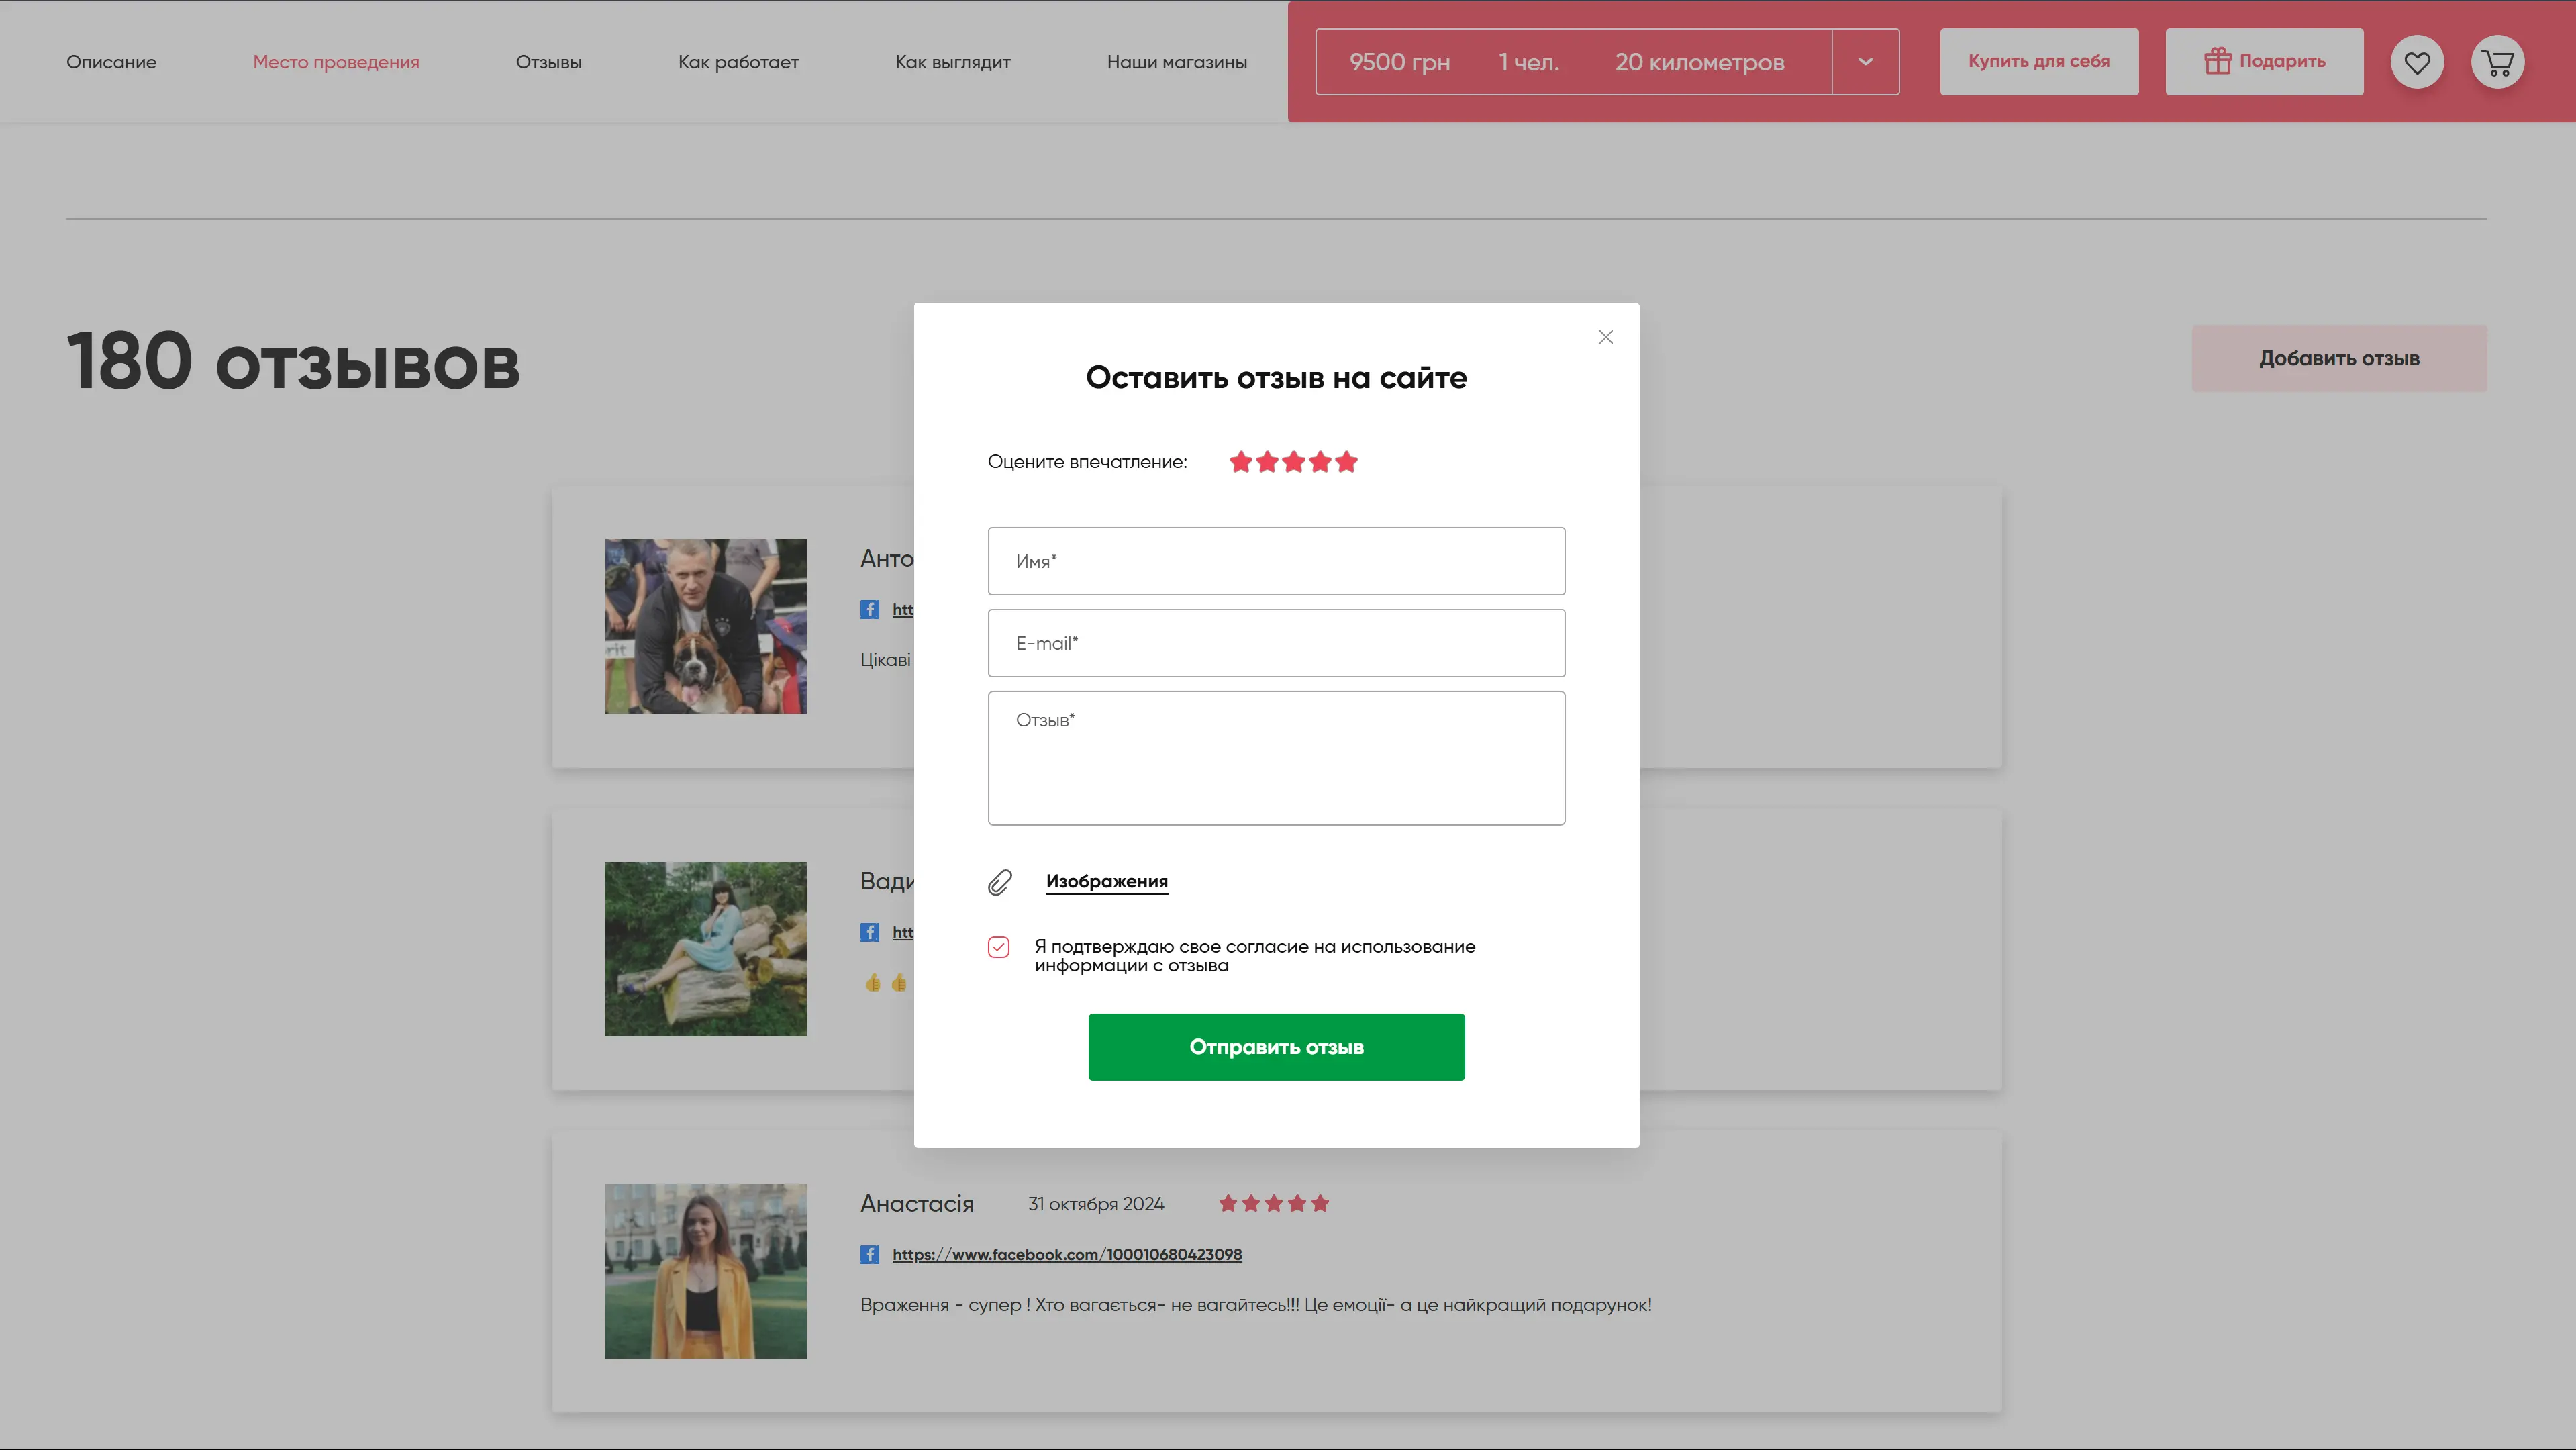 Описание
Место проведения
Отзывы
Как работает
Как выглядит
Наши магазины
9500 грн
1 чел.
20 километров
Купить для себя
Подарить
180 отзывов
Добавить отзыв
Оставить отзыв на сайте
Оцените впечатление:
Имя*
E-mail*
Отзыв*
Изображения
Я подтверждаю свое согласие на использование
информации с отзыва
Отправить отзыв
Анто
htt
Цікаві
Вади
htt
👍 👍
Анастасія
31 октября 2024
https://www.facebook.com/100010680423098
Враження - супер ! Хто вагається- не вагайтесь!!! Це емоції- а це найкращий подарунок!